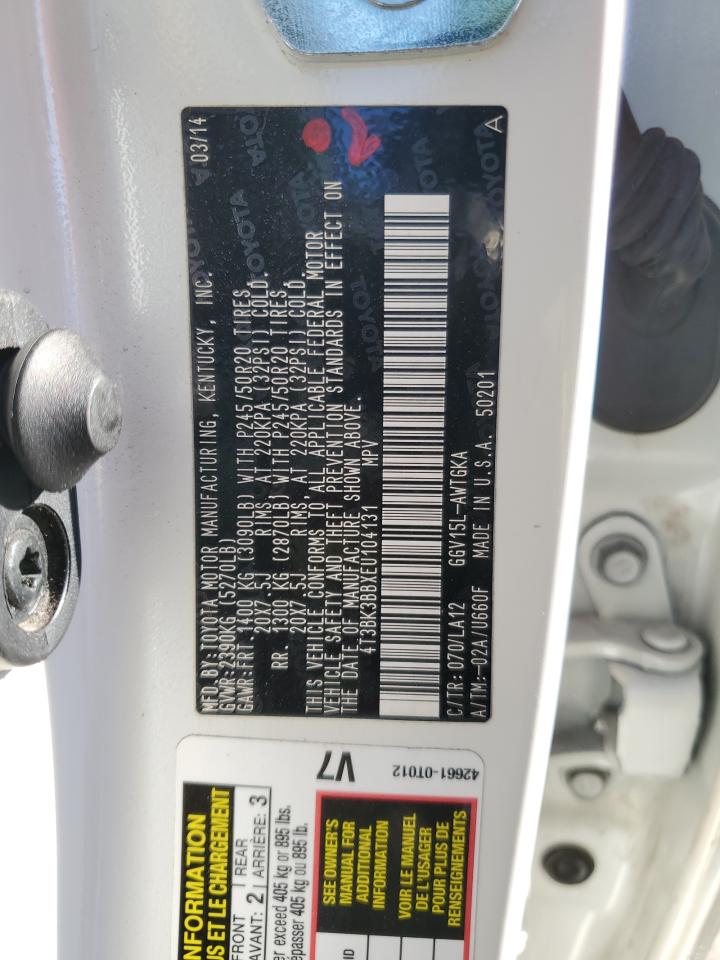 MFD.BY:TOYOTA MOTOR MANUFACTURING, KENTUCKY, INC. 03/14
GVWR:2390KG(5270LB)
GAWR:FRT 1400 KG (3090LB) WITH P245/50R20 TIRES,
20X7.5J RIMS, AT 220KPA (32PSI) COLD.
RR. 1300 KG (2870LB) WITH P245/50R20 TIRES,
20X7.5J RIMS, AT 220KPA (32PSI) COLD.
THIS VEHICLE CONFORMS TO ALL APPLICABLE FEDERAL MOTOR
VEHICLE SAFETY AND THEFT PREVENTION STANDARDS IN EFFECT ON
THE DATE OF MANUFACTURE SHOWN ABOVE.
4T3BK3BBXEU104131 MPV
C/TR:070/LA12 GGV15L-AWTGKA
A/TM:-02A/U660F MADE IN U.S.A. 50201 A
V7
42661-0T012
INFORMATION
US ET LE CHARGEMENT
FRONT
AVANT: 2
REAR
ARRIÈRE: 3
er exceed 405 kg or 895 lbs.
épasser 405 kg ou 895 lb.
SEE OWNER'S
MANUAL FOR
ADDITIONAL
INFORMATION
VOIR LE MANUEL
DE L'USAGER
POUR PLUS DE
RENSEIGNEMENTS